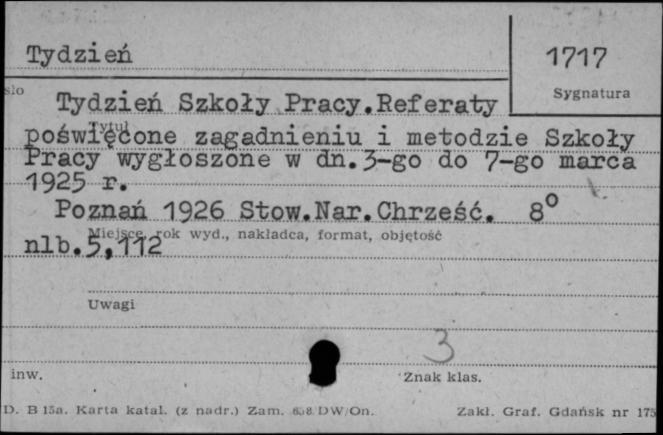 Tydzień
1717
Sygnatura
sło
Tydzień Szkoły Pracy.Referaty
Tytuł
poświęcone zagadnieniu i metodzie Szkoły
Pracy wygłoszone w dn.3-go do 7-go marca
1925 r.
Poznań 1926 Stow.Nar.Chrześć. 8°
Miejsce, rok wyd., nakładca, format, objętość
nlb.5,112
Uwagi
3
inw.
Znak klas.
D. B 15a. Karta katal. (z nadr.) Zam. DW/On.
Zakł. Graf. Gdańsk nr 175